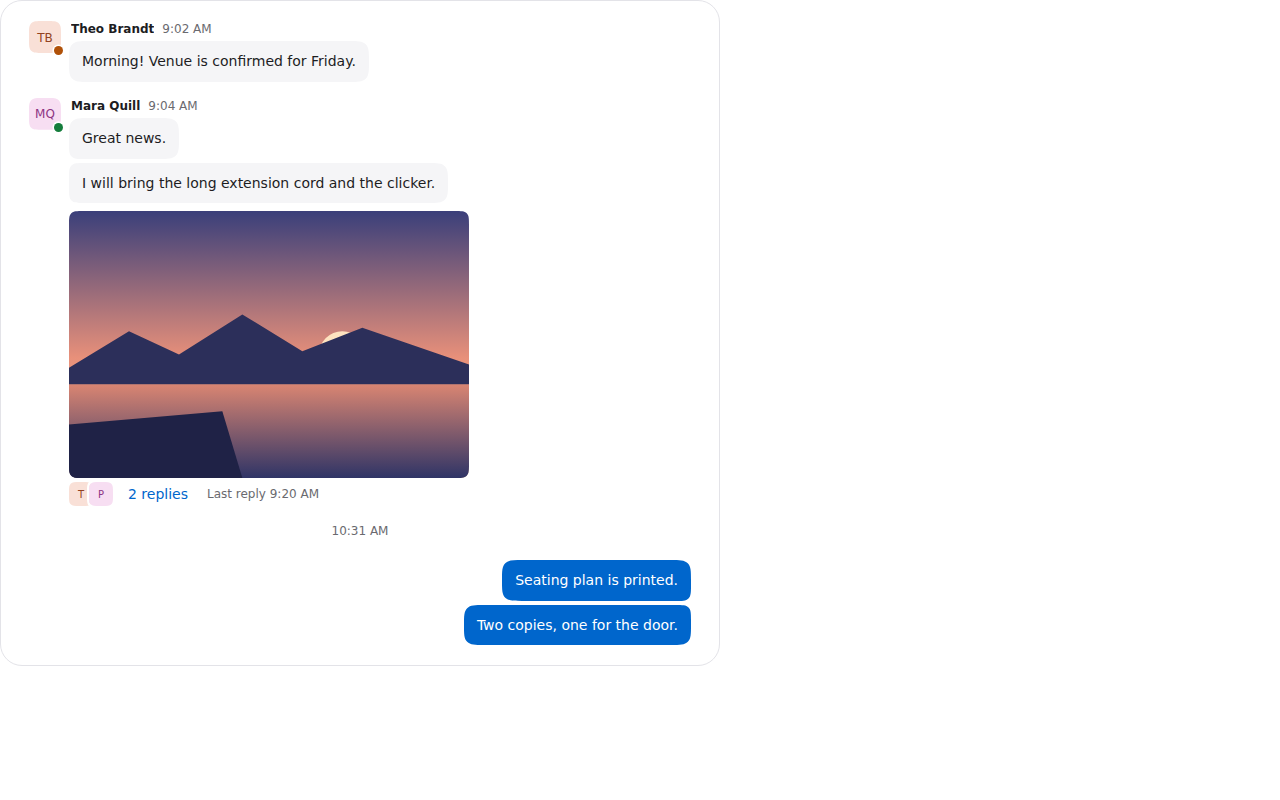 TB
Theo Brandt 9:02 AM
Morning! Venue is confirmed for Friday.
MQ
Mara Quill 9:04 AM
Great news.
I will bring the long extension cord and the clicker.
T P 2 replies Last reply 9:20 AM
10:31 AM
Seating plan is printed.
Two copies, one for the door.